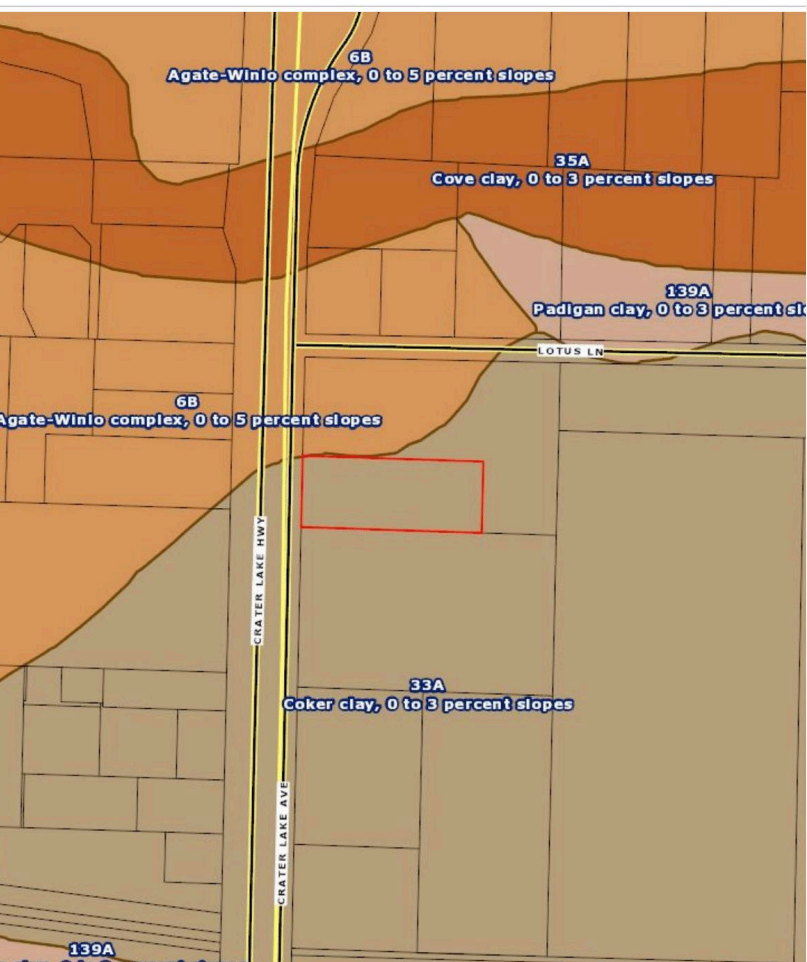 6B
Agate-Winlo complex, 0 to 5 percent slopes
35A
Cove clay, 0 to 3 percent slopes
139A
Padigan clay, 0 to 3 percent slo
LOTUS LN
6B
Agate-Winlo complex, 0 to 5 percent slopes
CRATER LAKE HWY
33A
Coker clay, 0 to 3 percent slopes
CRATER LAKE AVE
139A